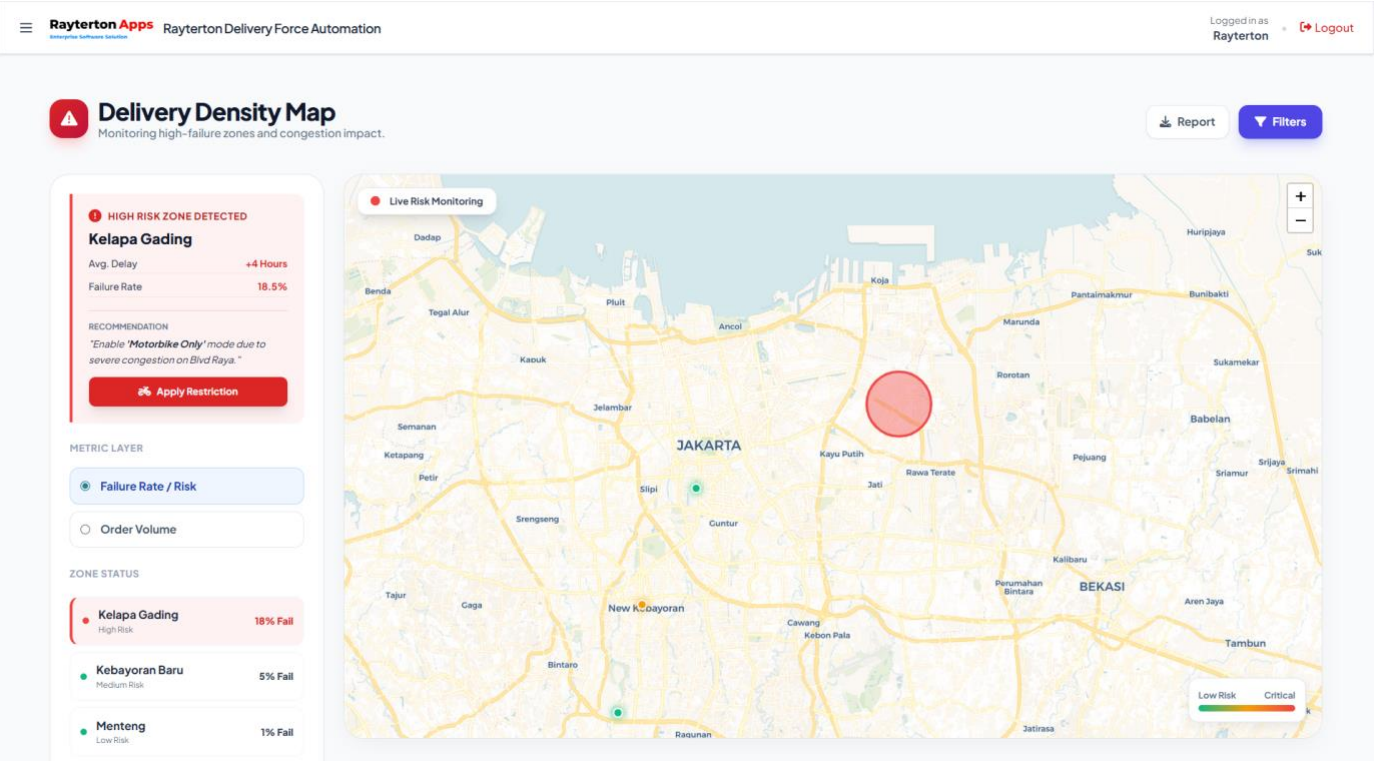 Rayterton Apps
Enterprise Software Solution
Rayterton Delivery Force Automation
Logged in as
Rayterton
Logout
Delivery Density Map
Monitoring high-failure zones and congestion impact.
Report
Filters
HIGH RISK ZONE DETECTED
Kelapa Gading
Avg. Delay +4 Hours
Failure Rate 18.5%
RECOMMENDATION
"Enable 'Motorbike Only' mode due to
severe congestion on Blvd Raya."
Apply Restriction
METRIC LAYER
Failure Rate / Risk
Order Volume
ZONE STATUS
Kelapa Gading
High Risk
18% Fail
Kebayoran Baru
Medium Risk
5% Fail
Menteng
Low Risk
1% Fail
Live Risk Monitoring
+
−
Dadap
Huripjaya
Suk
Koja
Benda
Pluit
Pantaimakmur
Bunibakti
Tegal Alur
Ancol
Marunda
Kapuk
Sukamekar
Rorotan
Jelambar
Semanan
Babelan
JAKARTA
Ketapang
Kayu Putih
Pejuang
Srijaya
Petir
Rawa Terate
Sriamur
Srimahi
Slipi
Jati
Srengseng
Guntur
Kalibaru
Perumahan
Bintara
BEKASI
Tajur
Gaga
New Kebayoran
Aren Jaya
Cawang
Kebon Pala
Tambun
Bintaro
Low Risk Critical
k
Jatirasa
Ragunan